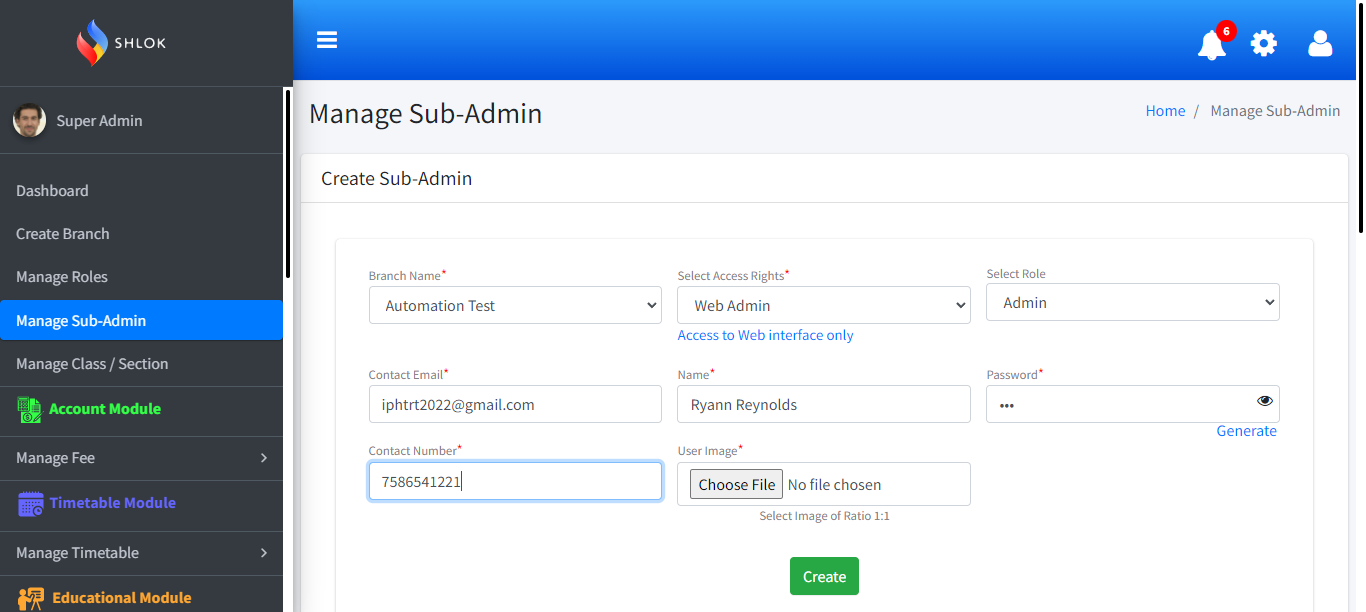 SHLOK
6
Super Admin
Manage Sub-Admin
Home / Manage Sub-Admin
Dashboard
Create Branch
Manage Roles
Manage Sub-Admin
Manage Class / Section
Account Module
Manage Fee
Timetable Module
Manage Timetable
Educational Module
Create Sub-Admin
Branch Name* Select Access Rights* Select Role
Automation Test Web Admin Admin
Access to Web interface only
Contact Email* Name* Password*
iphtrt2022@gmail.com Ryann Reynolds •••
Generate
Contact Number* User Image*
7586541221 Choose File No file chosen
Select Image of Ratio 1:1
Create